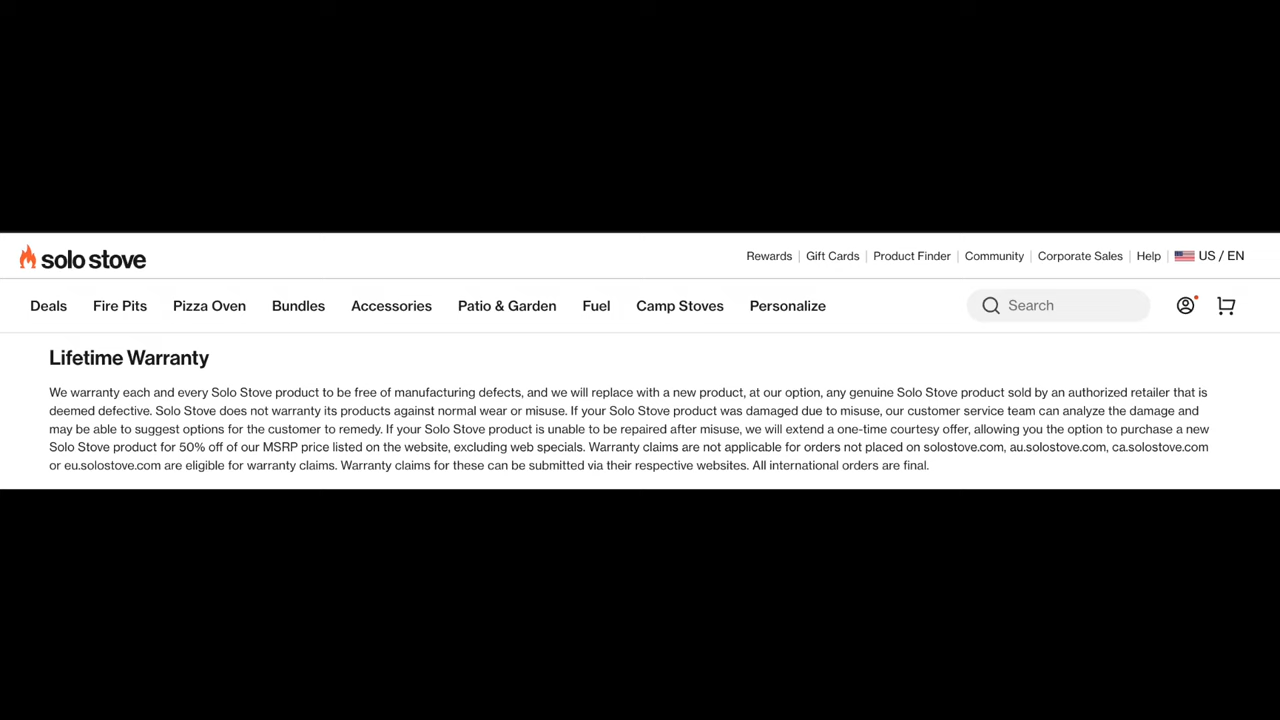 solo stove
Rewards | Gift Cards | Product Finder | Community | Corporate Sales | Help | US / EN
Deals Fire Pits Pizza Oven Bundles Accessories Patio & Garden Fuel Camp Stoves Personalize Search
Lifetime Warranty
We warranty each and every Solo Stove product to be free of manufacturing defects, and we will replace with a new product, at our option, any genuine Solo Stove product sold by an authorized retailer that is
deemed defective. Solo Stove does not warranty its products against normal wear or misuse. If your Solo Stove product was damaged due to misuse, our customer service team can analyze the damage and
may be able to suggest options for the customer to remedy. If your Solo Stove product is unable to be repaired after misuse, we will extend a one-time courtesy offer, allowing you the option to purchase a new
Solo Stove product for 50% off of our MSRP price listed on the website, excluding web specials. Warranty claims are not applicable for orders not placed on solostove.com, au.solostove.com, ca.solostove.com
or eu.solostove.com are eligible for warranty claims. Warranty claims for these can be submitted via their respective websites. All international orders are final.